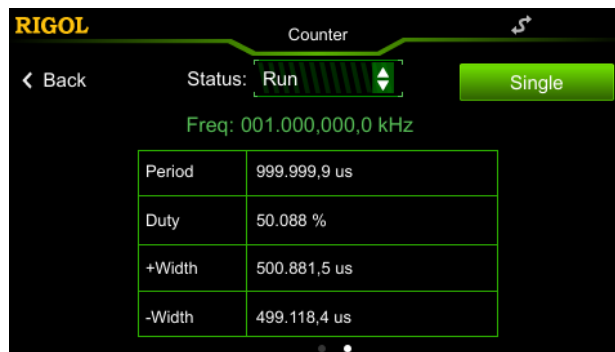 RIGOL
Counter
Back
Status: Run
Single
Freq: 001.000,000,0 kHz
Period 999.999,9 us
Duty 50.088 %
+Width 500.881,5 us
-Width 499.118,4 us